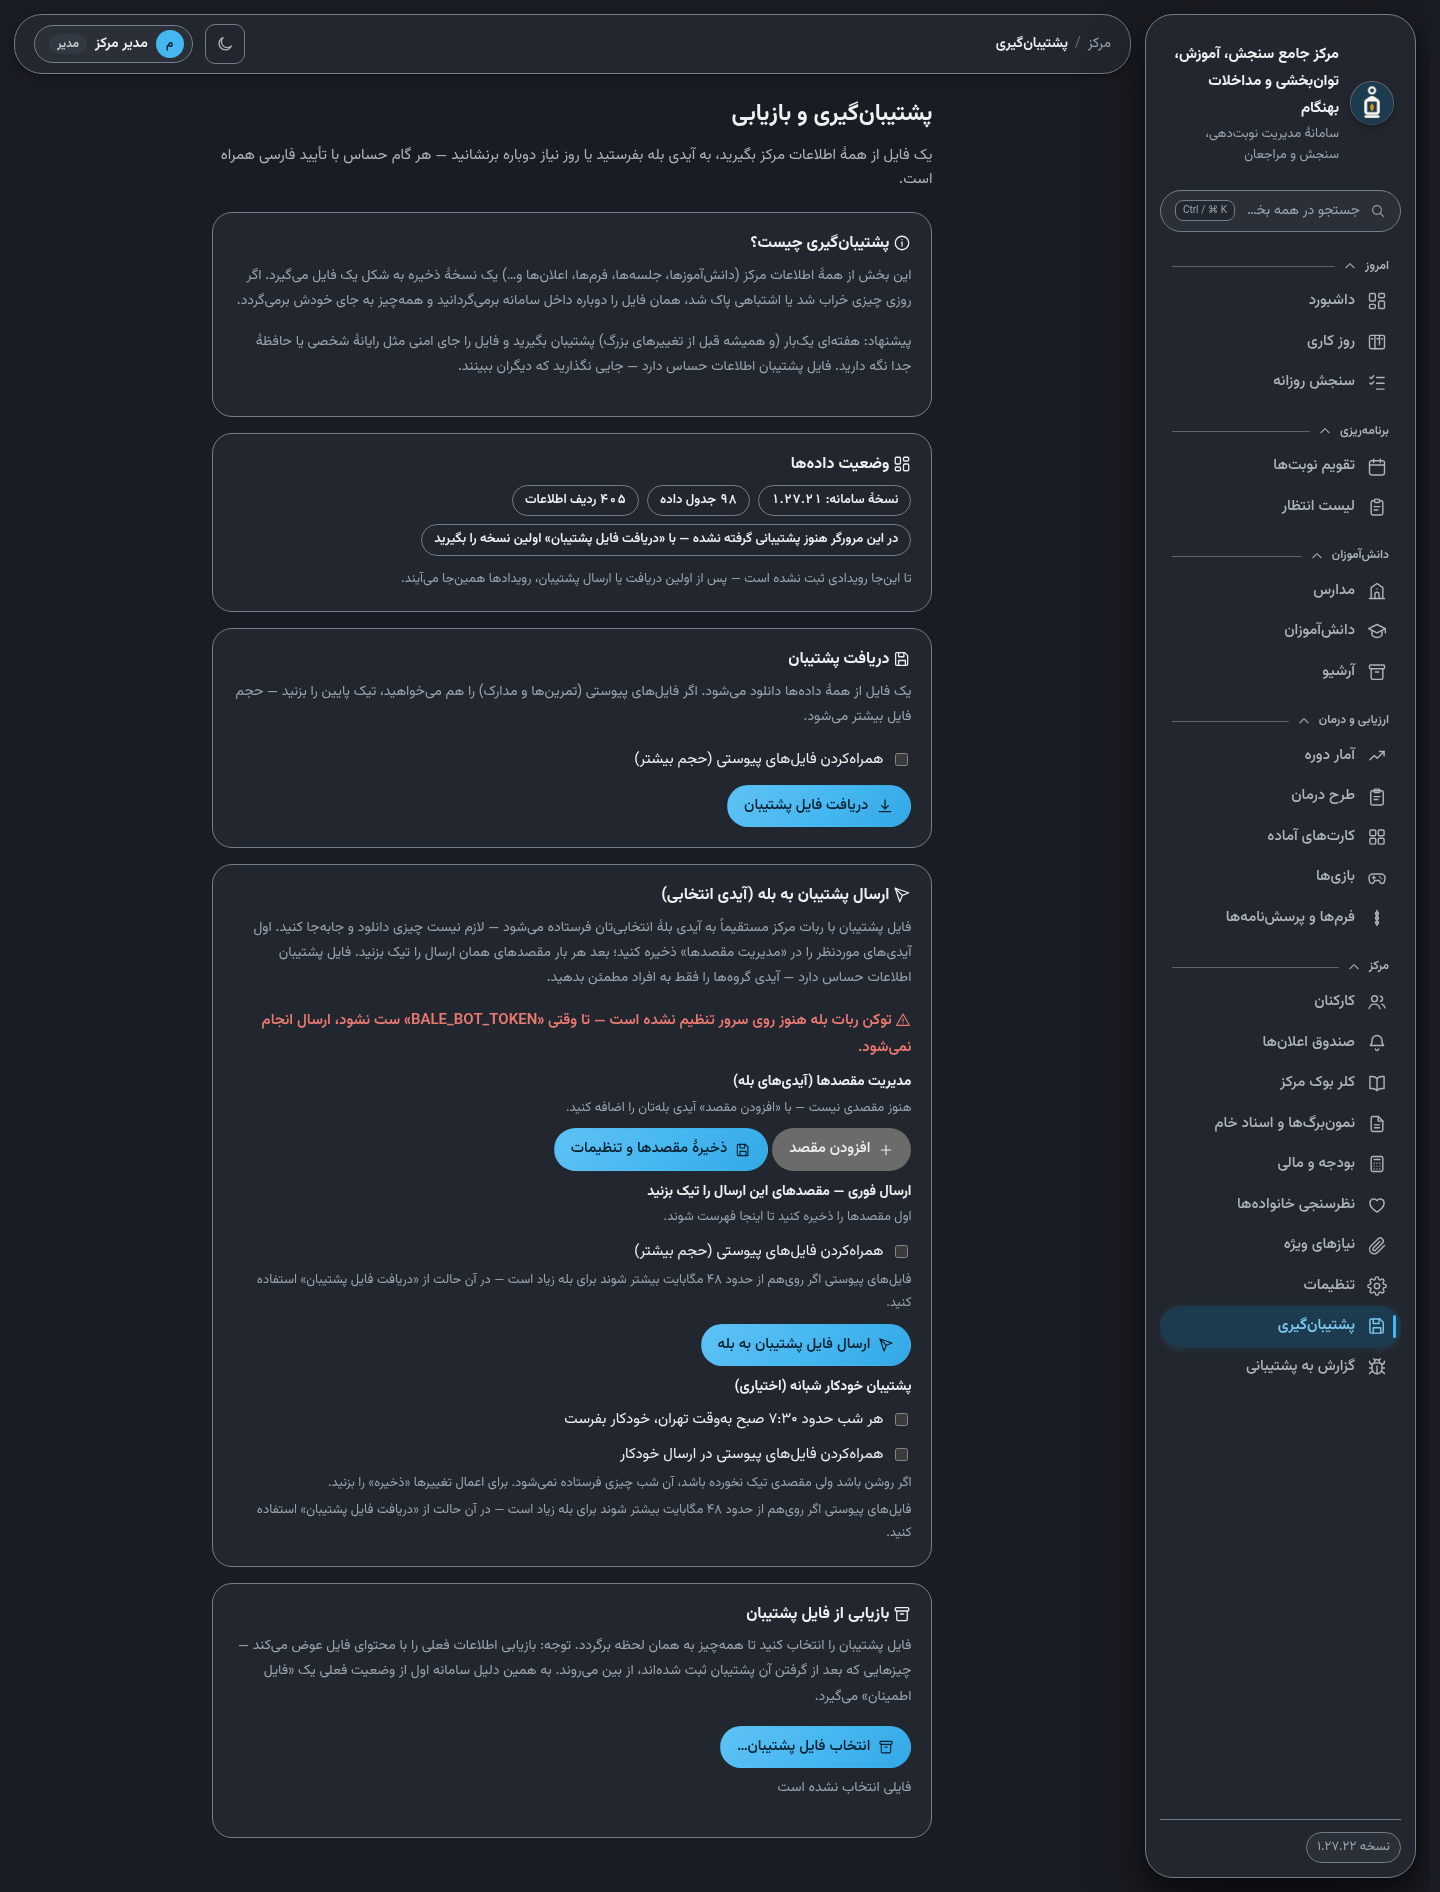 مرکز جامع سنجش، آموزش،
توان‌بخشی و مداخلات
بهنگام
سامانهٔ مدیریت نوبت‌دهی،
سنجش و مراجعان
جستجو در همه بخ...
Ctrl / ⌘ K
امروز
داشبورد
روز کاری
سنجش روزانه
برنامه‌ریزی
تقویم نوبت‌ها
لیست انتظار
دانش‌آموزان
مدارس
دانش‌آموزان
آرشیو
ارزیابی و درمان
آمار دوره
طرح درمان
کارت‌های آماده
بازی‌ها
فرم‌ها و پرسش‌نامه‌ها
مرکز
کارکنان
صندوق اعلان‌ها
کلر بوک مرکز
نمون‌برگ‌ها و اسناد خام
بودجه و مالی
نظرسنجی خانواده‌ها
نیازهای ویژه
تنظیمات
پشتیبان‌گیری
گزارش به پشتیبانی
نسخه ۱.۲۷.۲۲
مرکز / پشتیبان‌گیری
م مدیر مرکز مدیر
پشتیبان‌گیری و بازیابی
یک فایل از همهٔ اطلاعات مرکز بگیرید، به آیدی بله بفرستید یا روز نیاز دوباره برنشانید — هر گام حساس با تأیید فارسی همراه
است.
پشتیبان‌گیری چیست؟
این بخش از همهٔ اطلاعات مرکز (دانش‌آموزها، جلسه‌ها، فرم‌ها، اعلان‌ها و…) یک نسخهٔ ذخیره به شکل یک فایل می‌گیرد. اگر
روزی چیزی خراب شد یا اشتباهی پاک شد، همان فایل را دوباره داخل سامانه برمی‌گردانید و همه‌چیز به جای خودش برمی‌گردد.
پیشنهاد: هفته‌ای یک‌بار (و همیشه قبل از تغییرهای بزرگ) پشتیبان بگیرید و فایل را جای امنی مثل رایانهٔ شخصی یا حافظهٔ
جدا نگه دارید. فایل پشتیبان اطلاعات حساس دارد — جایی نگذارید که دیگران ببینند.
وضعیت داده‌ها
نسخهٔ سامانه: ۱.۲۷.۲۱
۹۸ جدول داده
۴۰۵ ردیف اطلاعات
در این مرورگر هنوز پشتیبانی گرفته نشده — با «دریافت فایل پشتیبان» اولین نسخه را بگیرید
تا این‌جا رویدادی ثبت نشده است — پس از اولین دریافت یا ارسال پشتیبان، رویدادها همین‌جا می‌آیند.
دریافت پشتیبان
یک فایل از همهٔ داده‌ها دانلود می‌شود. اگر فایل‌های پیوستی (تمرین‌ها و مدارک) را هم می‌خواهید، تیک پایین را بزنید — حجم
فایل بیشتر می‌شود.
همراه‌کردن فایل‌های پیوستی (حجم بیشتر)
دریافت فایل پشتیبان
ارسال پشتیبان به بله (آیدی انتخابی)
فایل پشتیبان با ربات مرکز مستقیماً به آیدی بلهٔ انتخابی‌تان فرستاده می‌شود — لازم نیست چیزی دانلود و جابه‌جا کنید. اول
آیدی‌های موردنظر را در «مدیریت مقصدها» ذخیره کنید؛ بعد هر بار مقصدهای همان ارسال را تیک بزنید. فایل پشتیبان
اطلاعات حساس دارد — آیدی گروه‌ها را فقط به افراد مطمئن بدهید.
⚠ توکن ربات بله هنوز روی سرور تنظیم نشده است — تا وقتی «BALE_BOT_TOKEN» ست نشود، ارسال انجام
نمی‌شود.
مدیریت مقصدها (آیدی‌های بله)
هنوز مقصدی نیست — با «افزودن مقصد» آیدی بله‌تان را اضافه کنید.
افزودن مقصد
ذخیرهٔ مقصدها و تنظیمات
ارسال فوری — مقصدهای این ارسال را تیک بزنید
اول مقصدها را ذخیره کنید تا اینجا فهرست شوند.
همراه‌کردن فایل‌های پیوستی (حجم بیشتر)
فایل‌های پیوستی اگر روی‌هم از حدود ۴۸ مگابایت بیشتر شوند برای بله زیاد است — در آن حالت از «دریافت فایل پشتیبان» استفاده
کنید.
ارسال فایل پشتیبان به بله
پشتیبان خودکار شبانه (اختیاری)
هر شب حدود ۷:۳۰ صبح به‌وقت تهران، خودکار بفرست
همراه‌کردن فایل‌های پیوستی در ارسال خودکار
اگر روشن باشد ولی مقصدی تیک نخورده باشد، آن شب چیزی فرستاده نمی‌شود. برای اعمال تغییرها «ذخیره» را بزنید.
فایل‌های پیوستی اگر روی‌هم از حدود ۴۸ مگابایت بیشتر شوند برای بله زیاد است — در آن حالت از «دریافت فایل پشتیبان» استفاده
کنید.
بازیابی از فایل پشتیبان
فایل پشتیبان را انتخاب کنید تا همه‌چیز به همان لحظه برگردد. توجه: بازیابی اطلاعات فعلی را با محتوای فایل عوض می‌کند —
چیزهایی که بعد از گرفتن آن پشتیبان ثبت شده‌اند، از بین می‌روند. به همین دلیل سامانه اول از وضعیت فعلی یک «فایل
اطمینان» می‌گیرد.
انتخاب فایل پشتیبان…
فایلی انتخاب نشده است